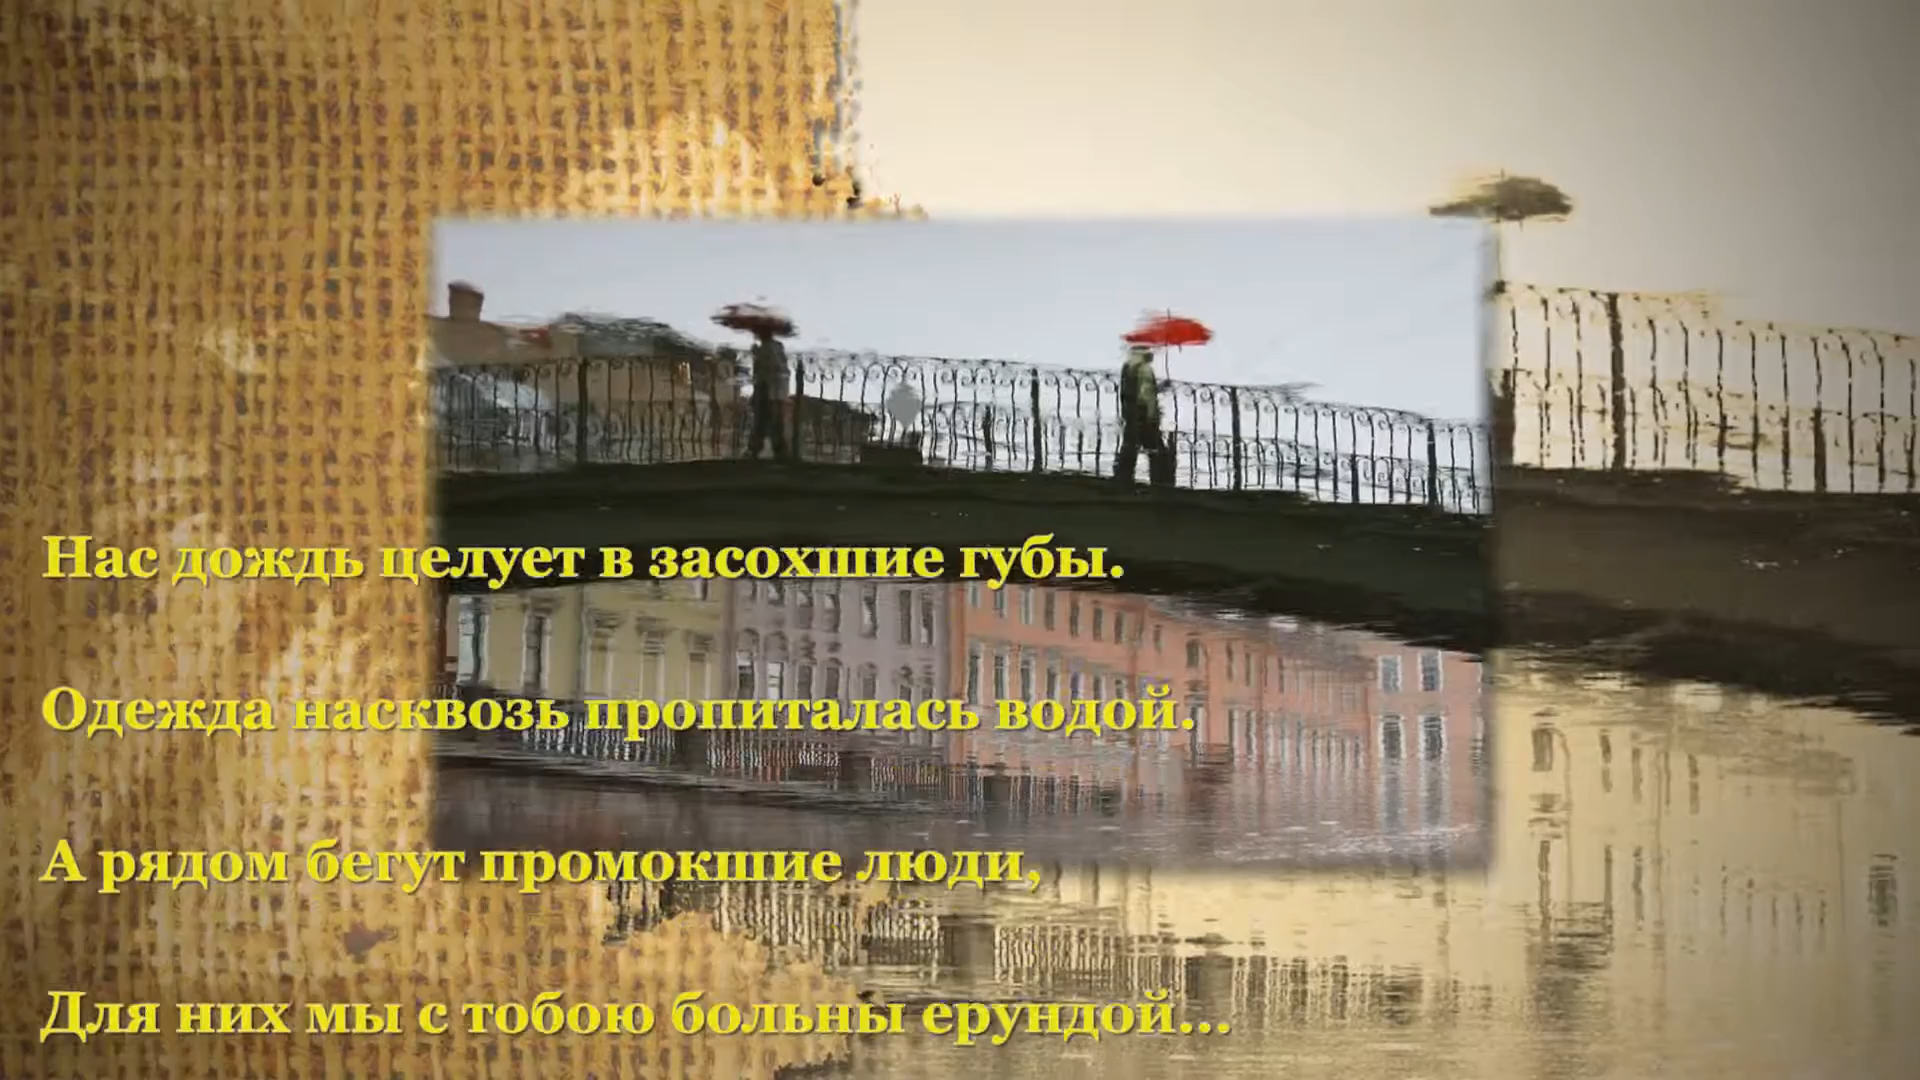 Нас дождь целует в засохшие губы.
Одежда насквозь пропиталась водой.
А рядом бегут промокшие люди,
Для них мы с тобою больны ерундой...